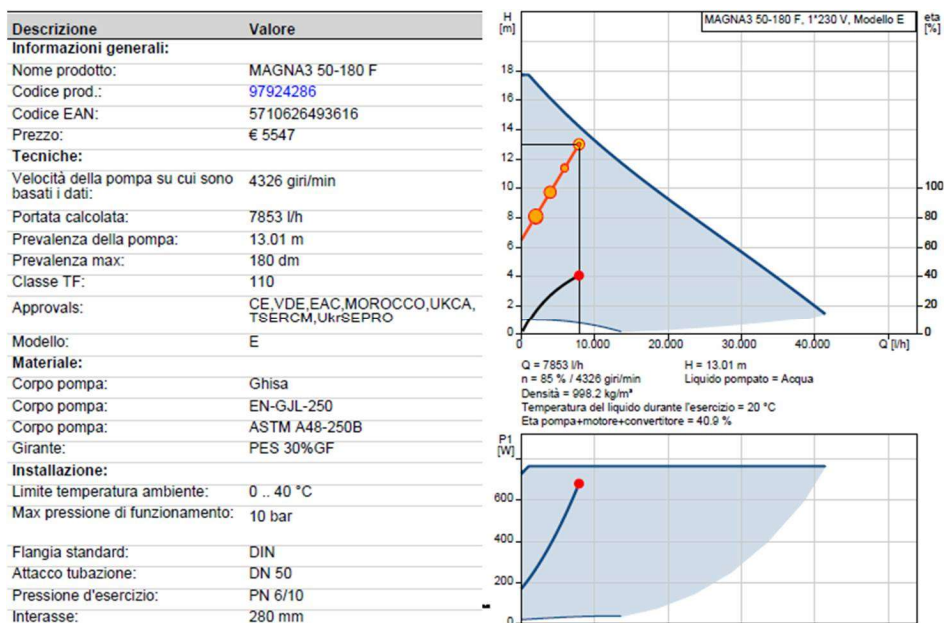 Descrizione Valore
Informazioni generali:
Nome prodotto: MAGNA3 50-180 F
Codice prod.: 97924286
Codice EAN: 5710626493616
Prezzo: € 5547
Tecniche:
Velocità della pompa su cui sono basati i dati: 4326 giri/min
Portata calcolata: 7853 l/h
Prevalenza della pompa: 13.01 m
Prevalenza max: 180 dm
Classe TF: 110
Approvals: CE,VDE,EAC,MOROCCO,UKCA,
TSERCM,UkrSEPRO
Modello: E
Materiale:
Corpo pompa: Ghisa
Corpo pompa: EN-GJL-250
Corpo pompa: ASTM A48-250B
Girante: PES 30%GF
Installazione:
Limite temperatura ambiente: 0 .. 40 °C
Max pressione di funzionamento: 10 bar
Flangia standard: DIN
Attacco tubazione: DN 50
Pressione d'esercizio: PN 6/10
Interasse: 280 mm
H
[m]
MAGNA3 50-180 F, 1*230 V, Modello E
eta
[%]
18
16
14
12
10
8
6
4
2
0
100
80
60
40
20
0
0 10.000 20.000 30.000 40.000 Q [l/h]
Q = 7853 l/h H = 13.01 m
n = 85 % / 4326 giri/min Liquido pompato = Acqua
Densità = 998.2 kg/m³
Temperatura del liquido durante l'esercizio = 20 °C
Eta pompa+motore+convertitore = 40.9 %
P1
[W]
600
400
200
0